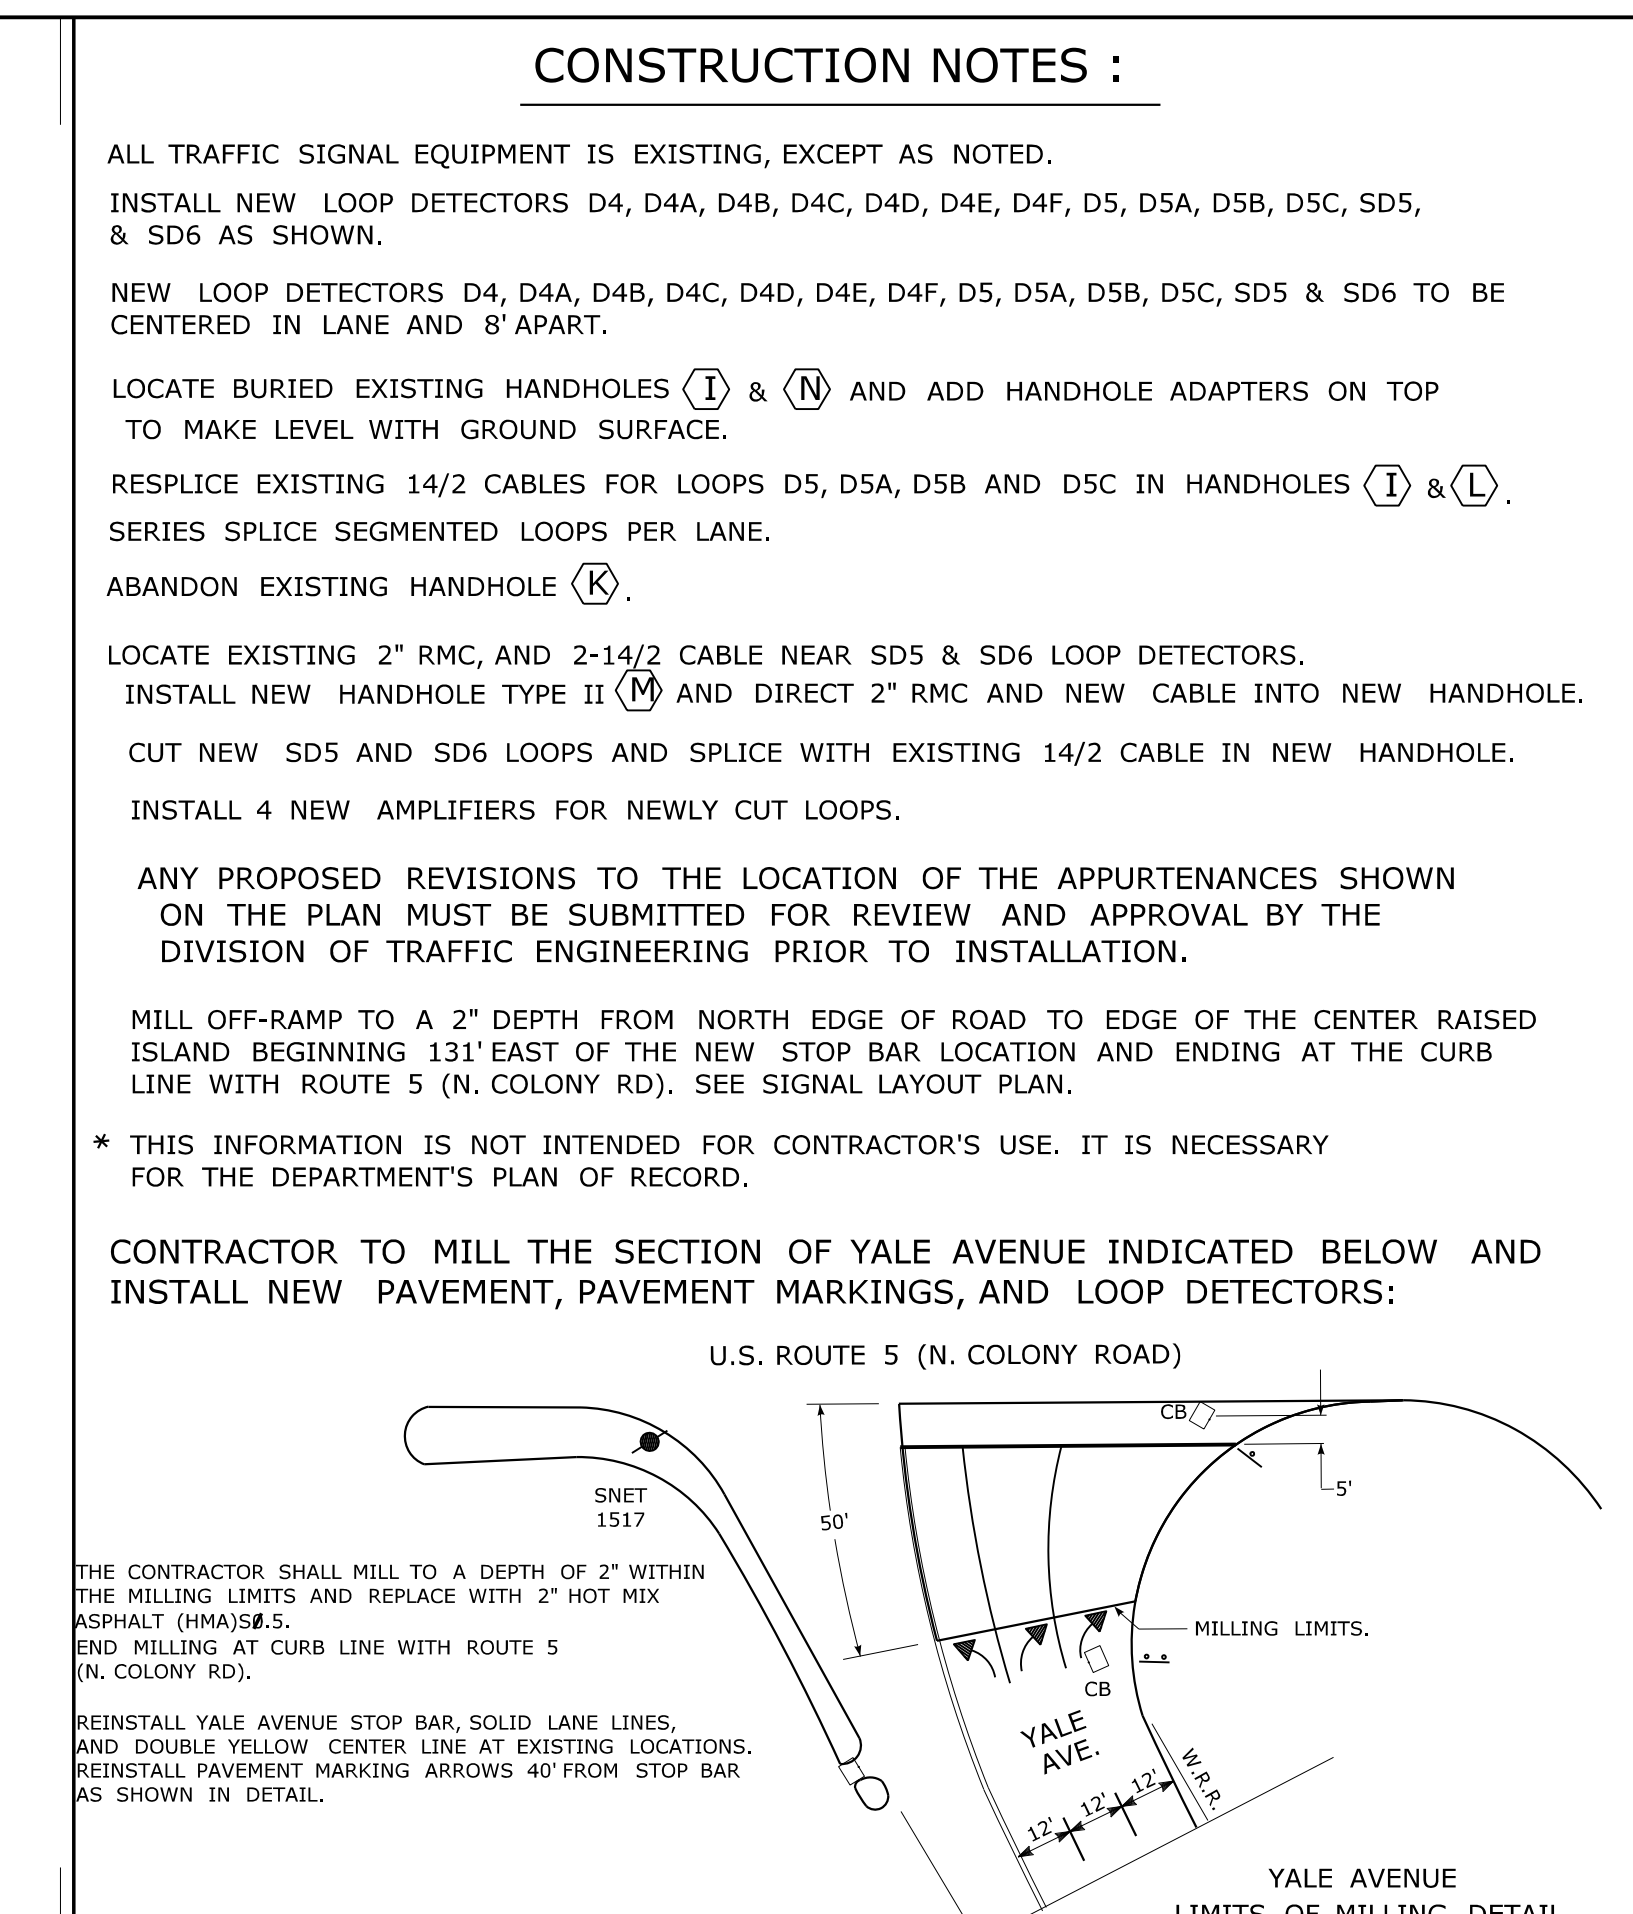 CONSTRUCTION NOTES :
ALL TRAFFIC SIGNAL EQUIPMENT IS EXISTING, EXCEPT AS NOTED.
INSTALL NEW LOOP DETECTORS D4, D4A, D4B, D4C, D4D, D4E, D4F, D5, D5A, D5B, D5C, SD5,
& SD6 AS SHOWN.
NEW LOOP DETECTORS D4, D4A, D4B, D4C, D4D, D4E, D4F, D5, D5A, D5B, D5C, SD5 & SD6 TO BE
CENTERED IN LANE AND 8' APART.
LOCATE BURIED EXISTING HANDHOLES I & N AND ADD HANDHOLE ADAPTERS ON TOP
TO MAKE LEVEL WITH GROUND SURFACE.
RESPLICE EXISTING 14/2 CABLES FOR LOOPS D5, D5A, D5B AND D5C IN HANDHOLES I & L.
SERIES SPLICE SEGMENTED LOOPS PER LANE.
ABANDON EXISTING HANDHOLE K.
LOCATE EXISTING 2" RMC, AND 2-14/2 CABLE NEAR SD5 & SD6 LOOP DETECTORS.
INSTALL NEW HANDHOLE TYPE II M AND DIRECT 2" RMC AND NEW CABLE INTO NEW HANDHOLE.
CUT NEW SD5 AND SD6 LOOPS AND SPLICE WITH EXISTING 14/2 CABLE IN NEW HANDHOLE.
INSTALL 4 NEW AMPLIFIERS FOR NEWLY CUT LOOPS.
ANY PROPOSED REVISIONS TO THE LOCATION OF THE APPURTENANCES SHOWN
ON THE PLAN MUST BE SUBMITTED FOR REVIEW AND APPROVAL BY THE
DIVISION OF TRAFFIC ENGINEERING PRIOR TO INSTALLATION.
MILL OFF-RAMP TO A 2" DEPTH FROM NORTH EDGE OF ROAD TO EDGE OF THE CENTER RAISED
ISLAND BEGINNING 131' EAST OF THE NEW STOP BAR LOCATION AND ENDING AT THE CURB
LINE WITH ROUTE 5 (N. COLONY RD). SEE SIGNAL LAYOUT PLAN.
* THIS INFORMATION IS NOT INTENDED FOR CONTRACTOR'S USE. IT IS NECESSARY
FOR THE DEPARTMENT'S PLAN OF RECORD.
CONTRACTOR TO MILL THE SECTION OF YALE AVENUE INDICATED BELOW AND
INSTALL NEW PAVEMENT, PAVEMENT MARKINGS, AND LOOP DETECTORS:
U.S. ROUTE 5 (N. COLONY ROAD)
CB
5'
SNET
1517
50'
THE CONTRACTOR SHALL MILL TO A DEPTH OF 2" WITHIN
THE MILLING LIMITS AND REPLACE WITH 2" HOT MIX
ASPHALT (HMA)S0.5.
END MILLING AT CURB LINE WITH ROUTE 5
(N. COLONY RD).
MILLING LIMITS.
CB
REINSTALL YALE AVENUE STOP BAR, SOLID LANE LINES,
AND DOUBLE YELLOW CENTER LINE AT EXISTING LOCATIONS.
REINSTALL PAVEMENT MARKING ARROWS 40' FROM STOP BAR
AS SHOWN IN DETAIL.
YALE
AVE.
W.R.R.
12'
12'
12'
YALE AVENUE
LIMITS OF MILLING DETAIL